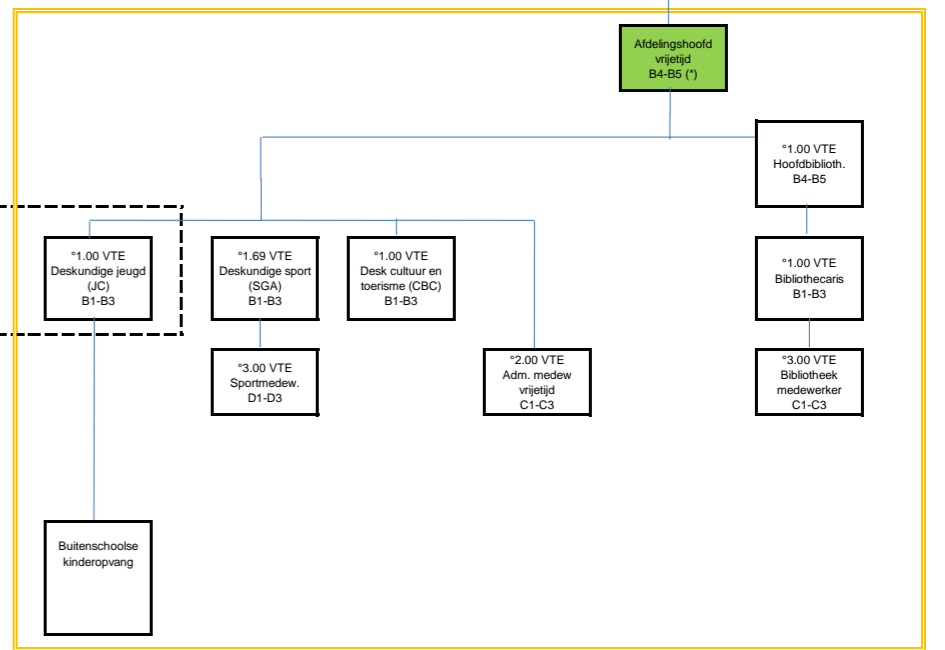 Afdelingshoofd
vrijetijd
B4-B5 (*)
°1.00 VTE
Hoofdbiblioth.
B4-B5
°1.00 VTE
Deskundige jeugd
(JC)
B1-B3
°1.69 VTE
Deskundige sport
(SGA)
B1-B3
°1.00 VTE
Desk cultuur en
toerisme (CBC)
B1-B3
°1.00 VTE
Bibliothecaris
B1-B3
°3.00 VTE
Sportmedew.
D1-D3
°2.00 VTE
Adm. medew
vrijetijd
C1-C3
°3.00 VTE
Bibliotheek
medewerker
C1-C3
Buitenschoolse
kinderopvang